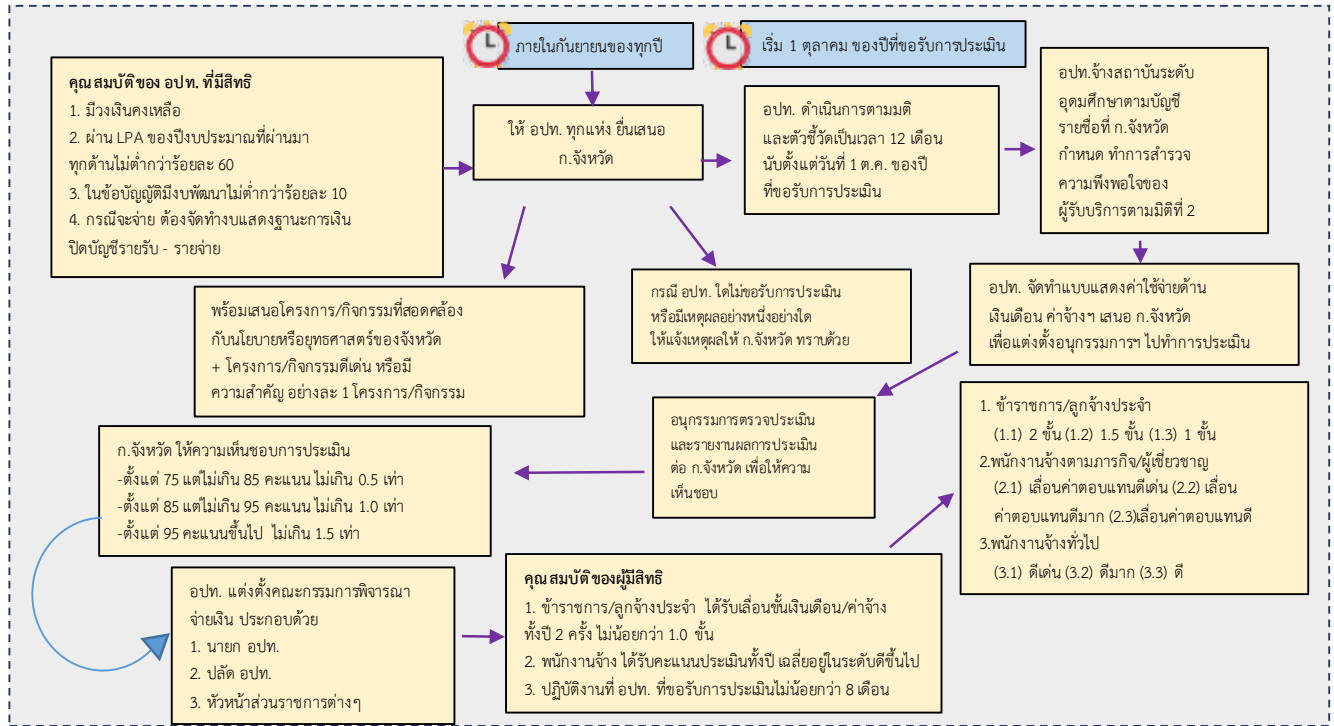 ภายในกันยายนของทุกปี
เริ่ม 1 ตุลาคม ของปีที่ขอรับการประเมิน
คุณสมบัติของ อปท. ที่มีสิทธิ
1. มีวงเงินคงเหลือ
2. ผ่าน LPA ของปีงบประมาณที่ผ่านมา
ทุกด้านไม่ต่ำกว่าร้อยละ 60
3. ในข้อบัญญัติมีงบพัฒนาไม่ต่ำกว่าร้อยละ 10
4. กรณีจะจ่าย ต้องจัดทำงบแสดงฐานะการเงิน
ปิดบัญชีรายรับ - รายจ่าย
ให้ อปท. ทุกแห่ง ยื่นเสนอ
ก.จังหวัด
อปท. ดำเนินการตามมติ
และตัวชี้วัดเป็นเวลา 12 เดือน
นับตั้งแต่วันที่ 1 ต.ค. ของปี
ที่ขอรับการประเมิน
อปท.จ้างสถาบันระดับ
อุดมศึกษาตามบัญชี
รายชื่อที่ ก.จังหวัด
กำหนด ทำการสำรวจ
ความพึงพอใจของ
ผู้รับบริการตามมิติที่ 2
พร้อมเสนอโครงการ/กิจกรรมที่สอดคล้อง
กับนโยบายหรือยุทธศาสตร์ของจังหวัด
+ โครงการ/กิจกรรมดีเด่น หรือมี
ความสำคัญ อย่างละ 1 โครงการ/กิจกรรม
กรณี อปท. ใดไม่ขอรับการประเมิน
หรือมีเหตุผลอย่างหนึ่งอย่างใด
ให้แจ้งเหตุผลให้ ก.จังหวัด ทราบด้วย
อปท. จัดทำแบบแสดงค่าใช้จ่ายด้าน
เงินเดือน ค่าจ้างฯ เสนอ ก.จังหวัด
เพื่อแต่งตั้งอนุกรรมการฯ ไปทำการประเมิน
อนุกรรมการตรวจประเมิน
และรายงานผลการประเมิน
ต่อ ก.จังหวัด เพื่อให้ความ
เห็นชอบ
ก.จังหวัด ให้ความเห็นชอบการประเมิน
-ตั้งแต่ 75 แต่ไม่เกิน 85 คะแนน ไม่เกิน 0.5 เท่า
-ตั้งแต่ 85 แต่ไม่เกิน 95 คะแนน ไม่เกิน 1.0 เท่า
-ตั้งแต่ 95 คะแนนขึ้นไป ไม่เกิน 1.5 เท่า
อปท. แต่งตั้งคณะกรรมการพิจารณา
จ่ายเงิน ประกอบด้วย
1. นายก อปท.
2. ปลัด อปท.
3. หัวหน้าส่วนราชการต่างๆ
คุณสมบัติของผู้มีสิทธิ
1. ข้าราชการ/ลูกจ้างประจำ ได้รับเลื่อนขั้นเงินเดือน/ค่าจ้าง
ทั้งปี 2 ครั้ง ไม่น้อยกว่า 1.0 ขั้น
2. พนักงานจ้าง ได้รับคะแนนประเมินทั้งปี เฉลี่ยอยู่ในระดับดีขึ้นไป
3. ปฏิบัติงานที่ อปท. ที่ขอรับการประเมินไม่น้อยกว่า 8 เดือน
1. ข้าราชการ/ลูกจ้างประจำ
(1.1) 2 ขั้น (1.2) 1.5 ขั้น (1.3) 1 ขั้น
2.พนักงานจ้างตามภารกิจ/ผู้เชี่ยวชาญ
(2.1) เลื่อนค่าตอบแทนดีเด่น (2.2) เลื่อน
ค่าตอบแทนดีมาก (2.3)เลื่อนค่าตอบแทนดี
3.พนักงานจ้างทั่วไป
(3.1) ดีเด่น (3.2) ดีมาก (3.3) ดี